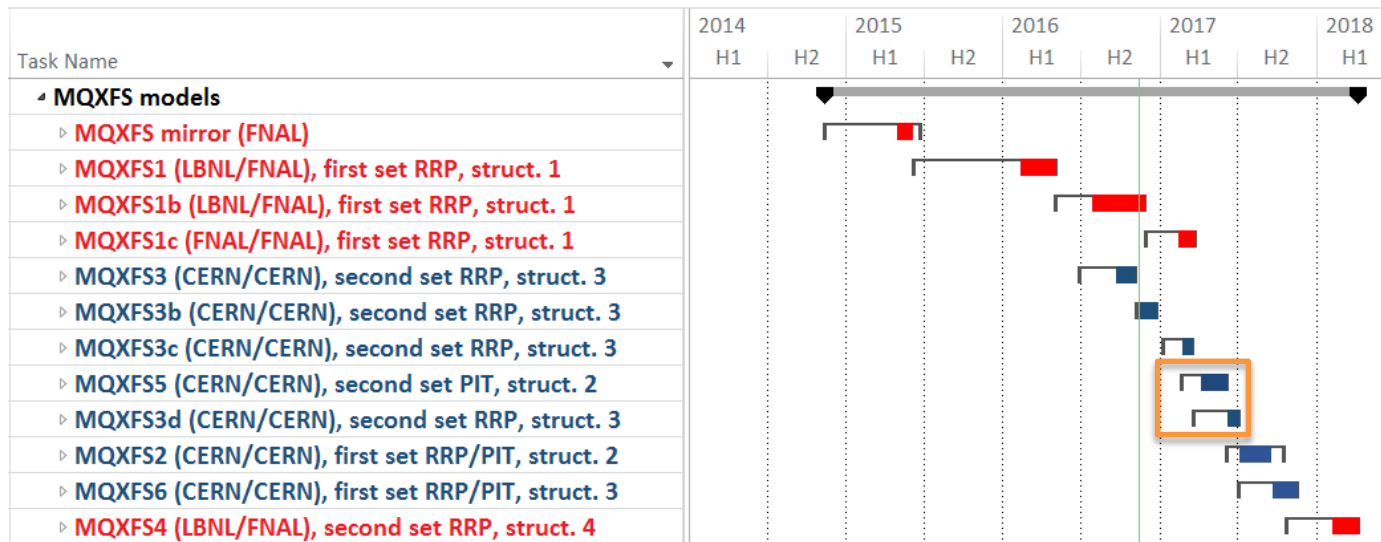 2014 2015 2016 2017 2018
Task Name H1 H2 H1 H2 H1 H2 H1 H2 H1
MQXFS models
MQXFS mirror (FNAL)
MQXFS1 (LBNL/FNAL), first set RRP, struct. 1
MQXFS1b (LBNL/FNAL), first set RRP, struct. 1
MQXFS1c (FNAL/FNAL), first set RRP, struct. 1
MQXFS3 (CERN/CERN), second set RRP, struct. 3
MQXFS3b (CERN/CERN), second set RRP, struct. 3
MQXFS3c (CERN/CERN), second set RRP, struct. 3
MQXFS5 (CERN/CERN), second set PIT, struct. 2
MQXFS3d (CERN/CERN), second set RRP, struct. 3
MQXFS2 (CERN/CERN), first set RRP/PIT, struct. 2
MQXFS6 (CERN/CERN), first set RRP/PIT, struct. 3
MQXFS4 (LBNL/FNAL), second set RRP, struct. 4